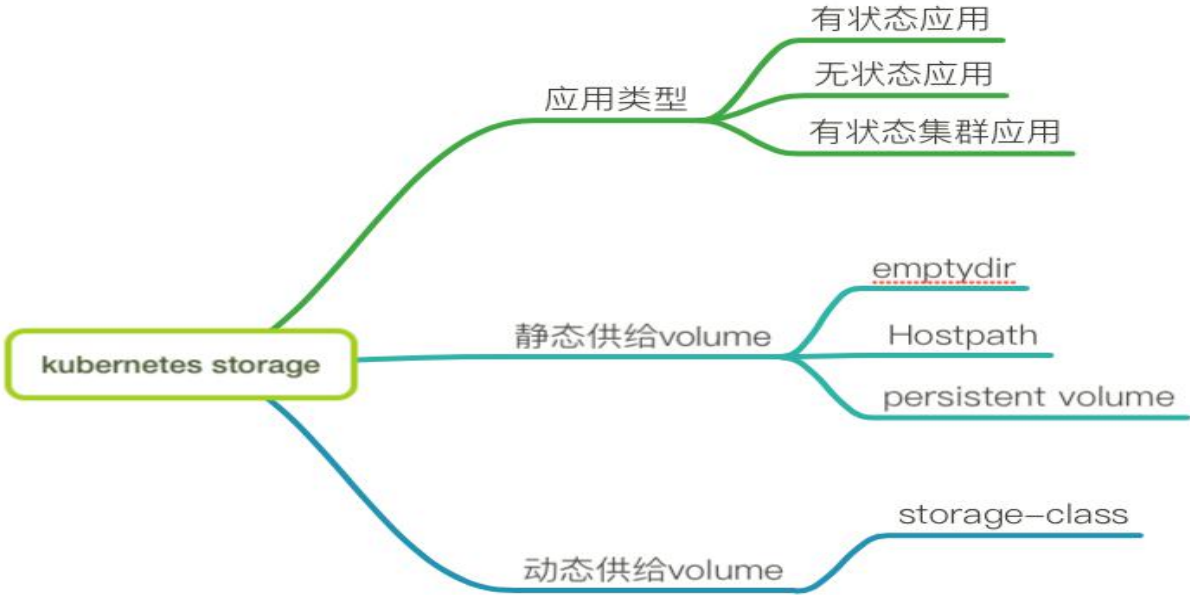 kubernetes storage
应用类型
有状态应用
无状态应用
有状态集群应用
静态供给volume
emptydir
Hostpath
persistent volume
动态供给volume
storage-class